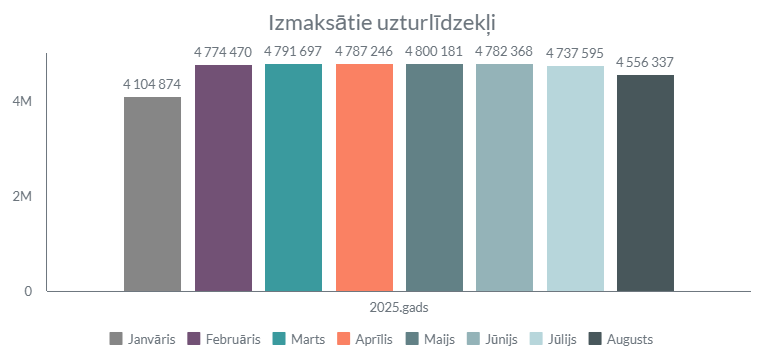 Izmaksātie uzturlīdzekļi
4 104 874
4 774 470
4 791 697
4 787 246
4 800 181
4 782 368
4 737 595
4 556 337
4M
2M
0
2025.gads
Janvāris Februāris Marts Aprīlis Maijs Jūnijs Jūlijs Augusts